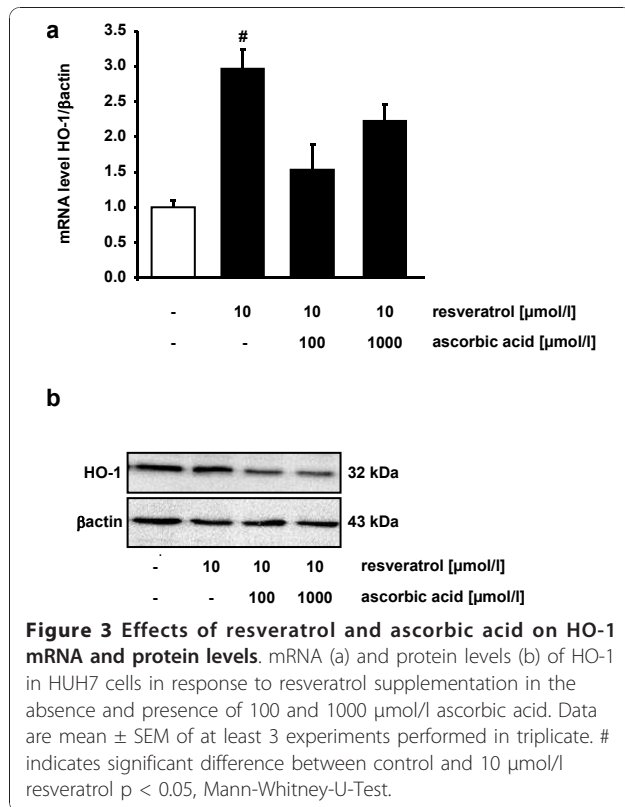 a
#
3.5
3.0
2.5
2.0
1.5
1.0
0.5
0.0
mRNA level HO-1/βactin
- 10 10 10 resveratrol [µmol/l]
- - 100 1000 ascorbic acid [µmol/l]
b
HO-1 32 kDa
βactin 43 kDa
- 10 10 10 resveratrol [µmol/l]
- - 100 1000 ascorbic acid [µmol/l]
Figure 3 Effects of resveratrol and ascorbic acid on HO-1
mRNA and protein levels. mRNA (a) and protein levels (b) of HO-1
in HUH7 cells in response to resveratrol supplementation in the
absence and presence of 100 and 1000 µmol/l ascorbic acid. Data
are mean ± SEM of at least 3 experiments performed in triplicate. #
indicates significant difference between control and 10 µmol/l
resveratrol p < 0.05, Mann-Whitney-U-Test.